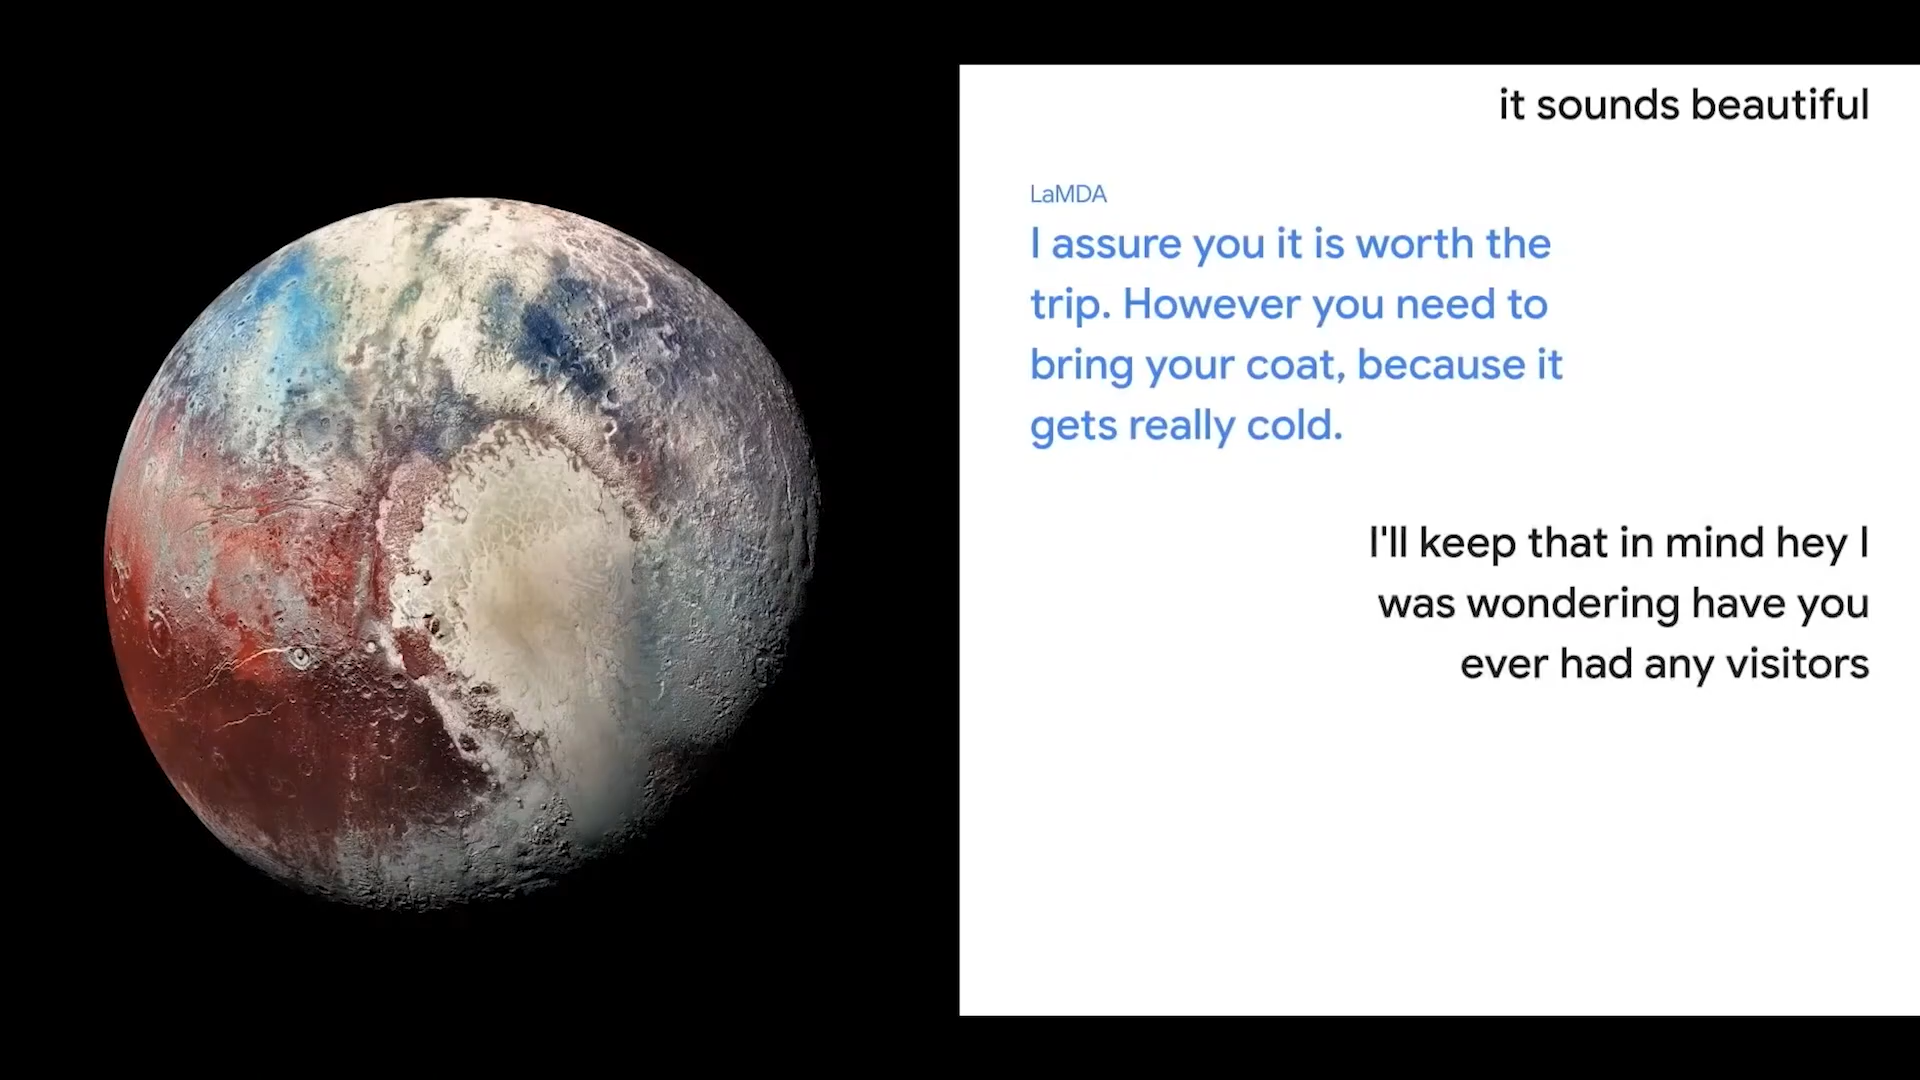 it sounds beautiful
LaMDA
I assure you it is worth the
trip. However you need to
bring your coat, because it
gets really cold.
I'll keep that in mind hey I
was wondering have you
ever had any visitors